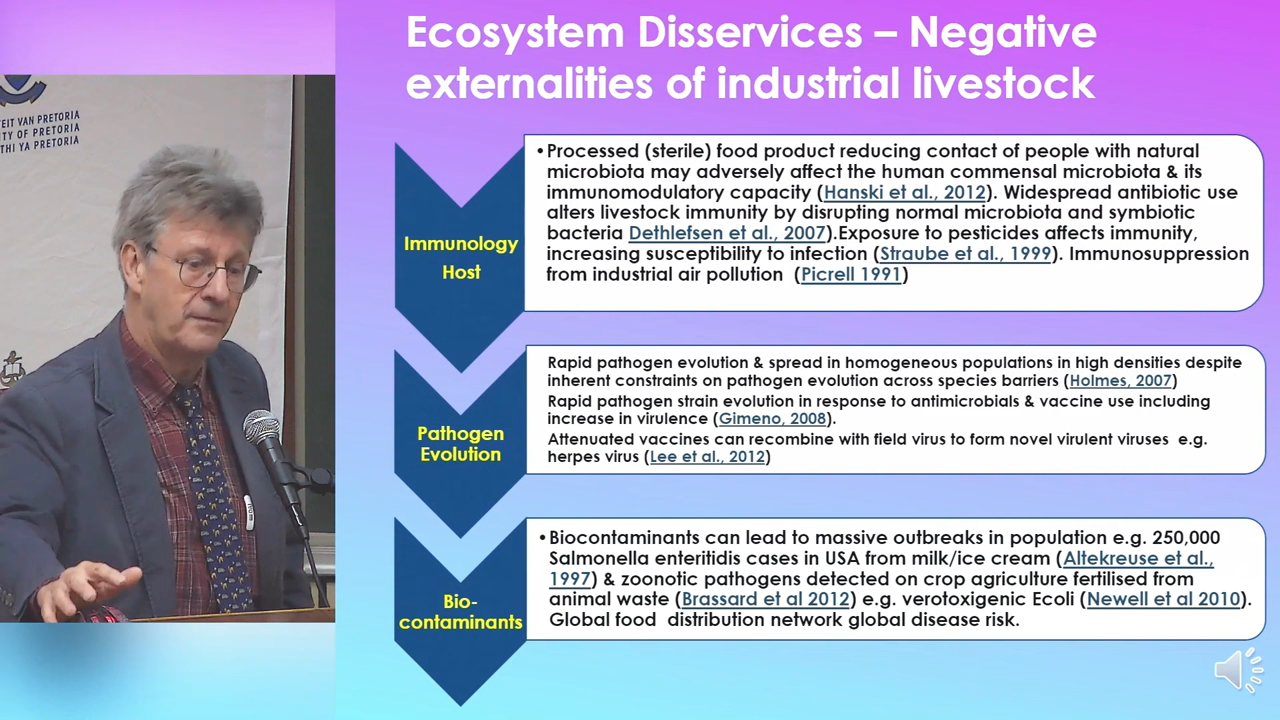 Ecosystem Disservices – Negative
externalities of industrial livestock
VAN PRETORIA
OF PRETORIA
YA PRETORIA
Immunology
Host
•Processed (sterile) food product reducing contact of people with natural
microbiota may adversely affect the human commensal microbiota & its
immunomodulatory capacity (Hanski et al., 2012). Widespread antibiotic use
alters livestock immunity by disrupting normal microbiota and symbiotic
bacteria Dethlefsen et al., 2007).Exposure to pesticides affects immunity,
increasing susceptibility to infection (Straube et al., 1999). Immunosuppression
from industrial air pollution (Picrell 1991)
Pathogen
Evolution
Rapid pathogen evolution & spread in homogeneous populations in high densities despite
inherent constraints on pathogen evolution across species barriers (Holmes, 2007)
Rapid pathogen strain evolution in response to antimicrobials & vaccine use including
increase in virulence (Gimeno, 2008).
Attenuated vaccines can recombine with field virus to form novel virulent viruses e.g.
herpes virus (Lee et al., 2012)
Bio-
contaminants
•Biocontaminants can lead to massive outbreaks in population e.g. 250,000
Salmonella enteritidis cases in USA from milk/ice cream (Altekreuse et al.,
1997) & zoonotic pathogens detected on crop agriculture fertilised from
animal waste (Brassard et al 2012) e.g. verotoxigenic Ecoli (Newell et al 2010).
Global food distribution network global disease risk.